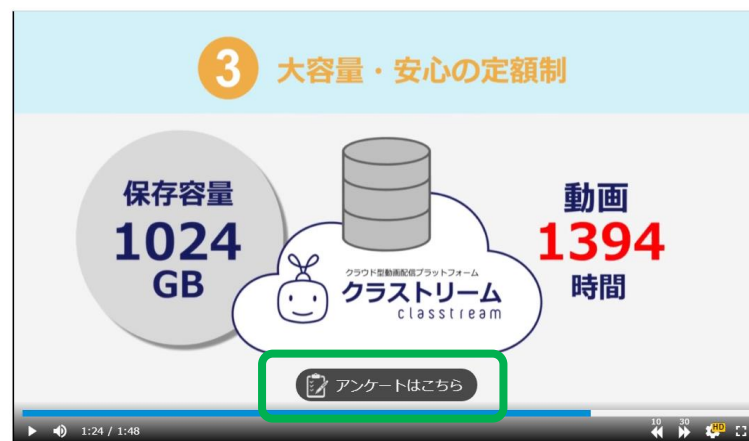 3 大容量・安心の定額制
保存容量
1024
GB
動画
1394
時間
クラウド型動画配信プラットフォーム
クラストリーム
classtream
アンケートはこちら
1:24 / 1:48
10 30
HD